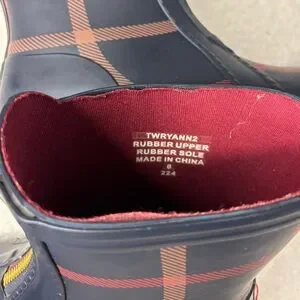 TWRYANN2
RUBBER UPPER
RUBBER SOLE
MADE IN CHINA
8
224